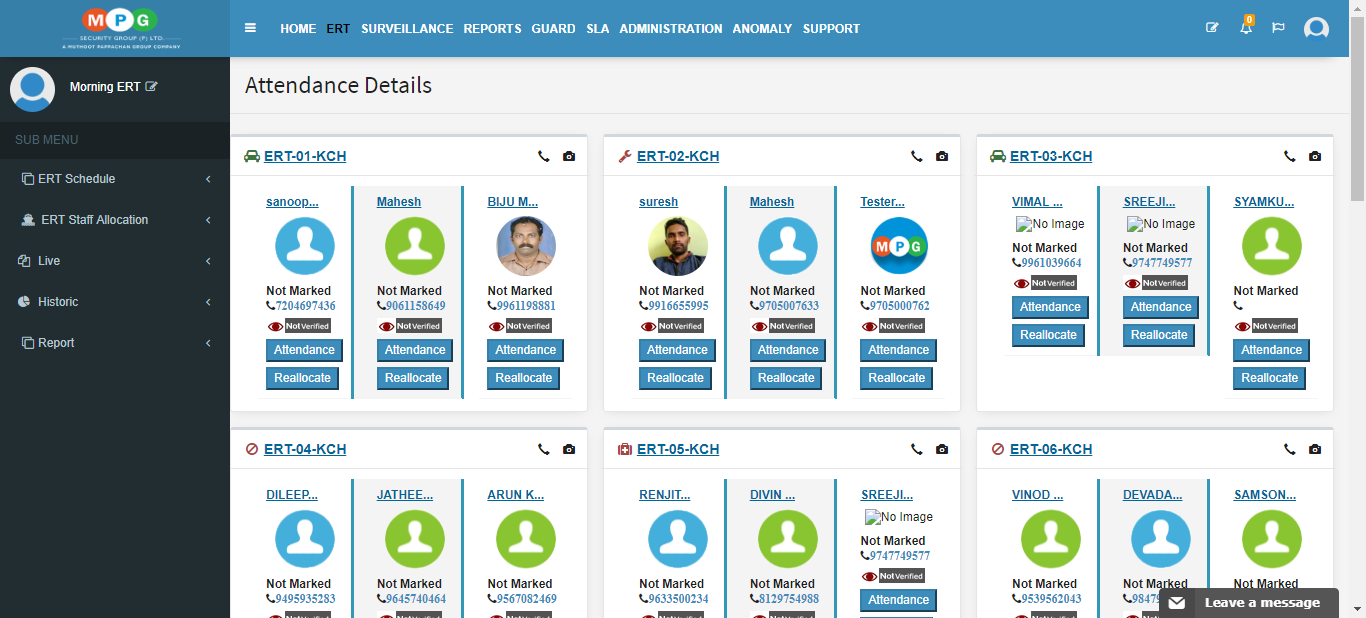 MPG
SECURITY GROUP (P) LTD.
A MUTHOOT PAPPACHAN GROUP COMPANY
HOME ERT SURVEILLANCE REPORTS GUARD SLA ADMINISTRATION ANOMALY SUPPORT
0
Morning ERT
SUB MENU
ERT Schedule
ERT Staff Allocation
Live
Historic
Report
Attendance Details
ERT-01-KCH
sanoop...
Not Marked
7204697436
Not Verified
Attendance
Reallocate
Mahesh
Not Marked
9061158649
Not Verified
Attendance
Reallocate
BIJU M...
Not Marked
9961198881
Not Verified
Attendance
Reallocate
ERT-02-KCH
suresh
Not Marked
9916655995
Not Verified
Attendance
Reallocate
Mahesh
Not Marked
9705007633
Not Verified
Attendance
Reallocate
Tester...
MPG
Not Marked
9705000762
Not Verified
Attendance
Reallocate
ERT-03-KCH
VIMAL ...
No Image
Not Marked
9961039664
Not Verified
Attendance
Reallocate
SREEJI...
No Image
Not Marked
9747749577
Not Verified
Attendance
Reallocate
SYAMKU...
Not Marked
Not Verified
Attendance
Reallocate
ERT-04-KCH
DILEEP...
Not Marked
9495935283
JATHEE...
Not Marked
9645740464
ARUN K...
Not Marked
9567082469
ERT-05-KCH
RENJIT...
Not Marked
9633500234
DIVIN ...
Not Marked
8129754988
SREEJI...
No Image
Not Marked
9747749577
Not Verified
Attendance
ERT-06-KCH
VINOD ...
Not Marked
9539562043
DEVADA...
Not Marked
9847
SAMSON...
Not Marked
Leave a message